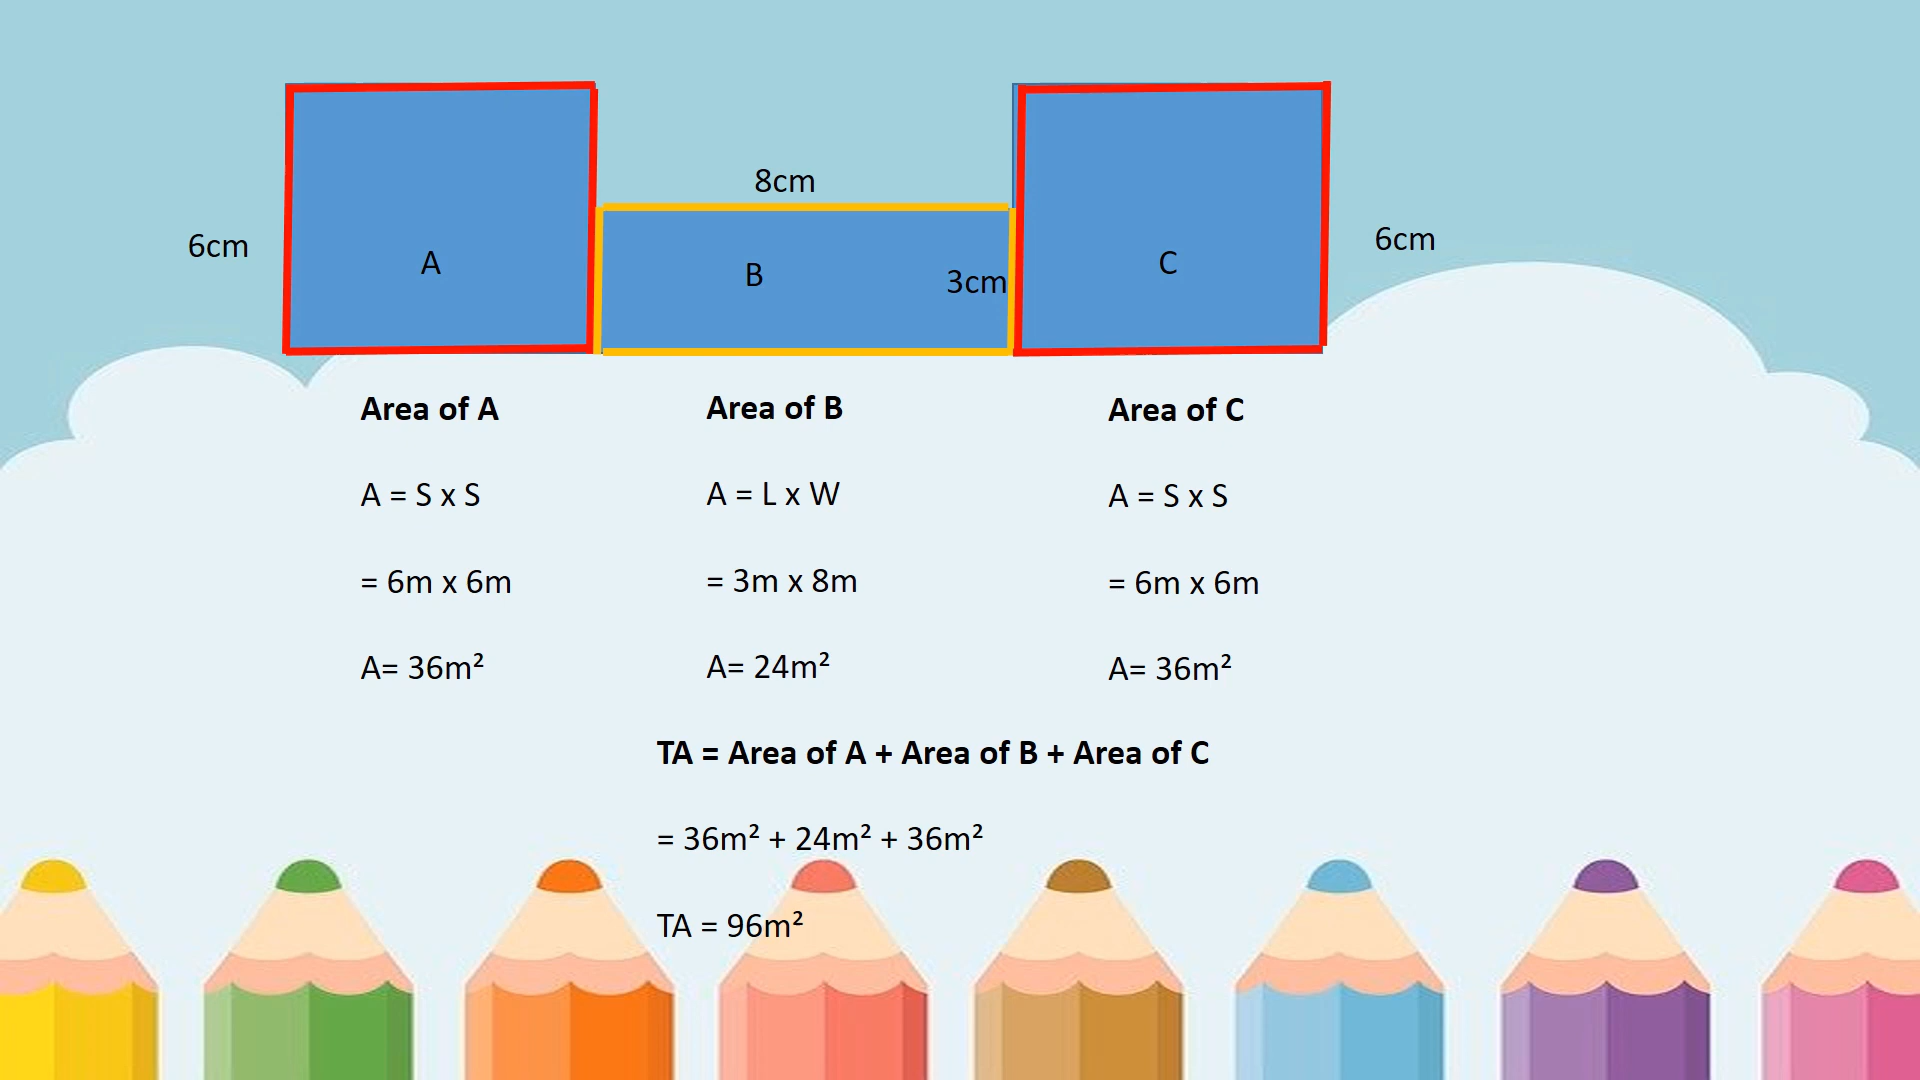 8cm
6cm
A
B
3cm
C
6cm
Area of A
A = S x S
= 6m x 6m
A= 36m²
Area of B
A = L x W
= 3m x 8m
A= 24m²
Area of C
A = S x S
= 6m x 6m
A= 36m²
TA = Area of A + Area of B + Area of C
= 36m² + 24m² + 36m²
TA = 96m²